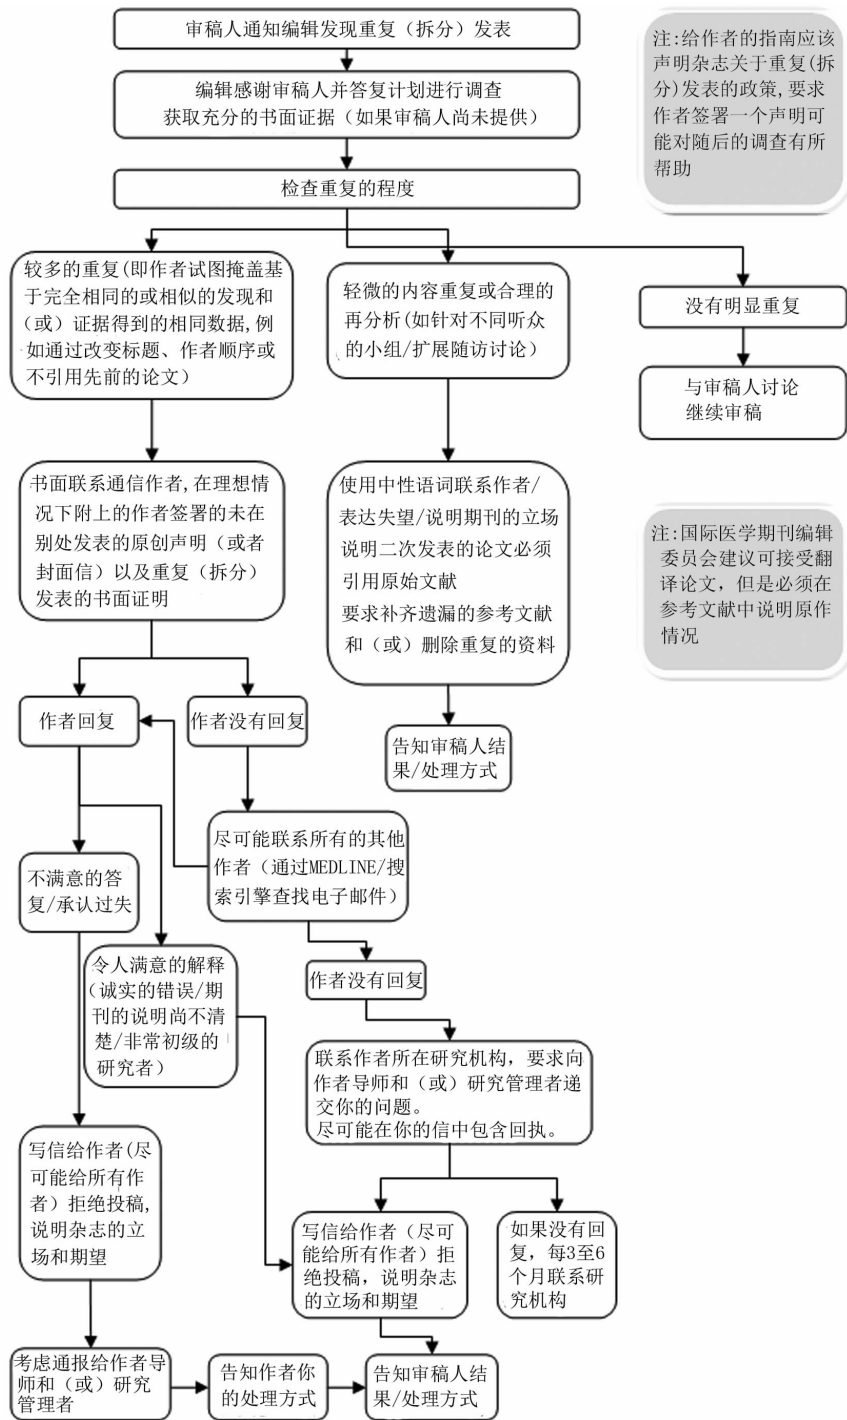 审稿人通知编辑发现重复（拆分）发表
编辑感谢审稿人并答复计划进行调查
获取充分的书面证据（如果审稿人尚未提供）
检查重复的程度
注:给作者的指南应该
声明杂志关于重复(拆
分)发表的政策,要求
作者签署一个声明可
能对随后的调查有所
帮助
较多的重复(即作者试图掩盖基
于完全相同的或相似的发现和
（或）证据得到的相同数据,例
如通过改变标题、作者顺序或
不引用先前的论文）
轻微的内容重复或合理的
再分析(如针对不同听众
的小组/扩展随访讨论）
没有明显重复
与审稿人讨论
继续审稿
书面联系通信作者,在理想情
况下附上的作者签署的未在
别处发表的原创声明（或者
封面信）以及重复（拆分）
发表的书面证明
使用中性语词联系作者/
表达失望/说明期刊的立场
说明二次发表的论文必须
引用原始文献
要求补齐遗漏的参考文献
和（或）删除重复的资料
注:国际医学期刊编辑
委员会建议可接受翻
译论文，但是必须在
参考文献中说明原作
情况
作者回复
作者没有回复
告知审稿人结
果/处理方式
尽可能联系所有的其他
作者（通过MEDLINE/搜
索引擎查找电子邮件）
不满意的答
复/承认过失
令人满意的解释
（诚实的错误/期
刊的说明尚不清
楚/非常初级的
研究者）
作者没有回复
联系作者所在研究机构，要求向
作者导师和（或）研究管理者递
交你的问题。
尽可能在你的信中包含回执。
写信给作者(尽
可能给所有作
者）拒绝投稿,
说明杂志的立
场和期望
写信给作者（尽可
能给所有作者）拒
绝投稿，说明杂志
的立场和期望
如果没有回
复，每3至6
个月联系研
究机构
考虑通报给作者导
师和（或）研究
管理者
告知作者你
的处理方式
告知审稿人结
果/处理方式